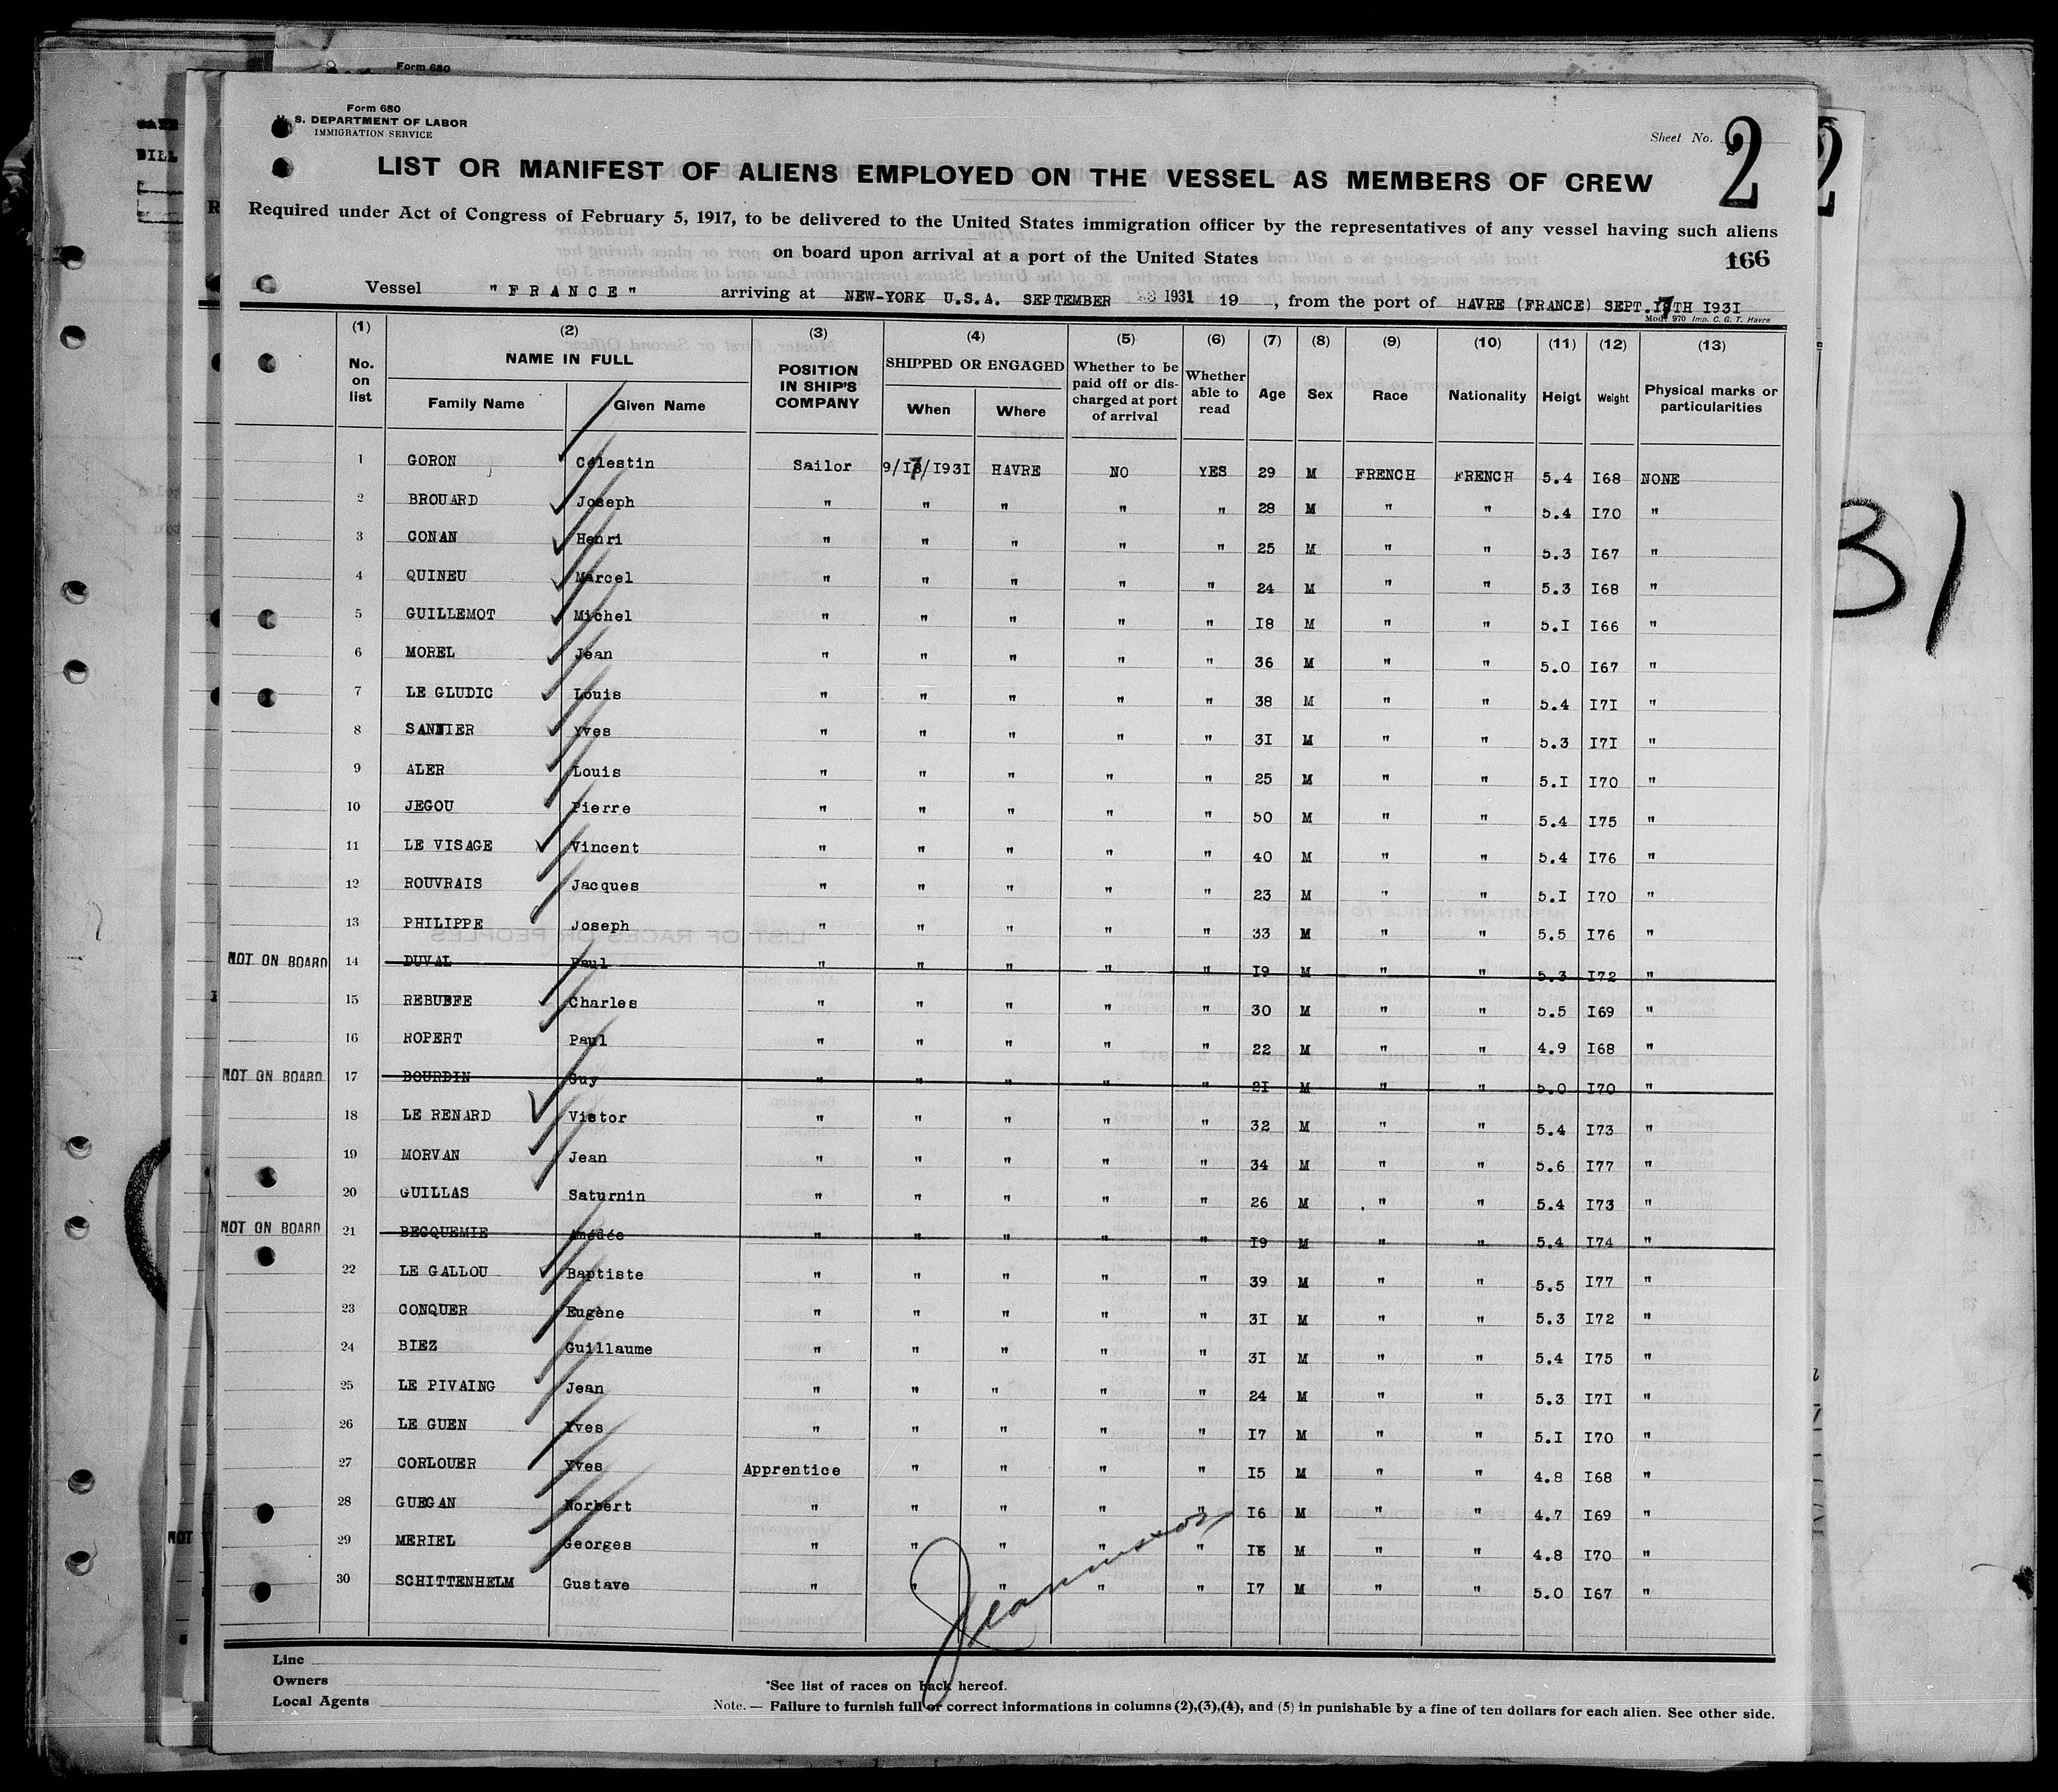 Form 680
Form 680
U. S. DEPARTMENT OF LABOR
IMMIGRATION SERVICE
Sheet No. 2
LIST OR MANIFEST OF ALIENS EMPLOYED ON THE VESSEL AS MEMBERS OF CREW
Required under Act of Congress of February 5, 1917, to be delivered to the United States immigration officer by the representatives of any vessel having such aliens
on board upon arrival at a port of the United States
166
Vessel "FRANCE" arriving at NEW-YORK U.S.A. SEPTEMBER 1931 19 , from the port of HAVRE (FRANCE) SEPT.I7TH I93I
Mod. 970 Imp. C. G. T. Havre
(1) (2) (3) (4) (5) (6) (7) (8) (9) (10) (11) (12) (13)
No. on list NAME IN FULL POSITION IN SHIP'S COMPANY SHIPPED OR ENGAGED Whether to be paid off or discharged at port of arrival Whether able to read Age Sex Race Nationality Heigt Weight Physical marks or particularities
Family Name Given Name When Where
1 GORON Célestin Sailor 9/I7/I93I HAVRE NO YES 29 M FRENCH FRENCH 5.4 I68 NONE
2 BROUARD Joseph " " " " " 28 M " " 5.4 I70 "
3 CONAN Henri " " " " " 25 M " " 5.3 I67 "
4 QUINEU Marcel " " " " " 24 M " " 5.3 I68 "
5 GUILLEMOT Michel " " " " " I8 M " " 5.I I66 "
6 MOREL Jean " " " " " 36 M " " 5.0 I67 "
7 LE GLUDIC Louis " " " " " 38 M " " 5.4 I7I "
8 SANNIER Yves " " " " " 3I M " " 5.3 I7I "
9 ALER Louis " " " " " 25 M " " 5.I I70 "
10 JEGOU Pierre " " " " " 50 M " " 5.4 I75 "
11 LE VISAGE Vincent " " " " " 40 M " " 5.4 I76 "
12 ROUVRAIS Jacques " " " " " 23 M " " 5.I I70 "
13 PHILIPPE Joseph " " " " " 33 M " " 5.5 I76 "
NOT ON BOARD 14 DUVAL Paul " " " " " I9 M " " 5.3 I72 "
15 REBUFFE Charles " " " " " 30 M " " 5.5 I69 "
16 ROPERT Paul " " " " " 22 M " " 4.9 I68 "
NOT ON BOARD 17 BOURDIN Guy " " " " " 2I M " " 5.0 I70 "
18 LE RENARD Vistor " " " " " 32 M " " 5.4 I73 "
19 MORVAN Jean " " " " " 34 M " " 5.6 I77 "
20 GUILLAS Saturnin " " " " " 26 M " " 5.4 I73 "
NOT ON BOARD 21 BECQUEMIE Amédée " " " " " I9 M " " 5.4 I74 "
22 LE GALLOU Baptiste " " " " " 39 M " " 5.5 I77 "
23 CONQUER Eugène " " " " " 3I M " " 5.3 I72 "
24 BIEZ Guillaume " " " " " 3I M " " 5.4 I75 "
25 LE PIVAING Jean " " " " " 24 M " " 5.3 I7I "
26 LE GUEN Yves " " " " " I7 M " " 5.I I70 "
27 CORLOUER Yves Apprentice " " " " I5 M " " 4.8 I68 "
28 GUEGAN Norbert " " " " " I6 M " " 4.7 I69 "
29 MERIEL Georges " " " " " M " " 4.8 I70 "
30 SCHITTENHELM Gustave " " " " " I7 M " " 5.0 I67 "
Line
Owners
Local Agents
*See list of races on back hereof.
Note. — Failure to furnish full or correct informations in columns (2),(3),(4), and (5) in punishable by a fine of ten dollars for each alien. See other side.